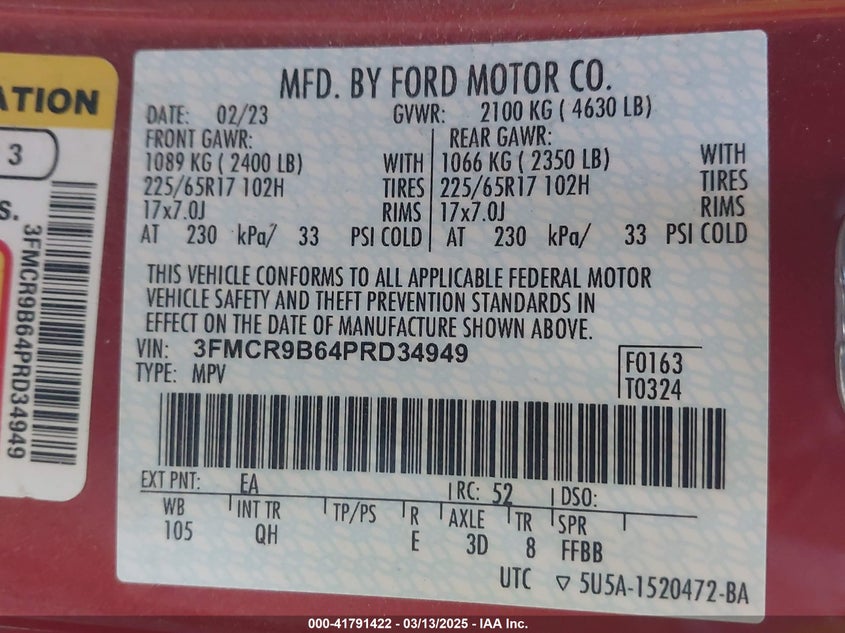 ATION
3
S.
3FMCR9B64PRD34949
MFD. BY FORD MOTOR CO.
DATE: 02/23 GVWR: 2100 KG ( 4630 LB)
FRONT GAWR: REAR GAWR:
1089 KG ( 2400 LB) WITH 1066 KG ( 2350 LB) WITH
225/65R17 102H TIRES 225/65R17 102H TIRES
17x7.0J RIMS 17x7.0J RIMS
AT 230 kPa/ 33 PSI COLD AT 230 kPa/ 33 PSI COLD
THIS VEHICLE CONFORMS TO ALL APPLICABLE FEDERAL MOTOR
VEHICLE SAFETY AND THEFT PREVENTION STANDARDS IN
EFFECT ON THE DATE OF MANUFACTURE SHOWN ABOVE.
VIN: 3FMCR9B64PRD34949
TYPE: MPV
F0163
T0324
EXT PNT: EA RC: 52 DSO:
WB INT TR TP/PS R AXLE TR SPR
105 QH E 3D 8 FFBB
UTC ▽ 5U5A-1520472-BA
000-41791422 - 03/13/2025 - IAA Inc.